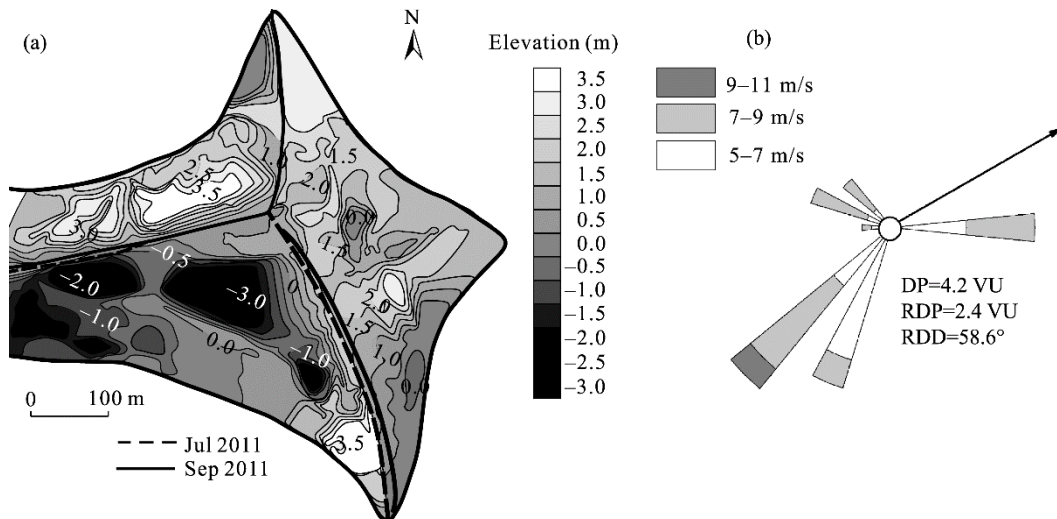 (a)
N
Elevation (m)
3.5
3.0
2.5
2.0
1.5
1.0
0.5
0.0
−0.5
−1.0
−1.5
−2.0
−2.5
−3.0
(b)
9–11 m/s
7–9 m/s
5–7 m/s
DP=4.2 VU
RDP=2.4 VU
RDD=58.6°
1.0
1.5
2.5
2.0
3.5
0.0
3.0
1.5
−0.5
−2.0
−3.0
0
2.0
−1.0
1.5
0.0
−1.0
1.0
0.0
3.5
0 100 m
Jul 2011
Sep 2011